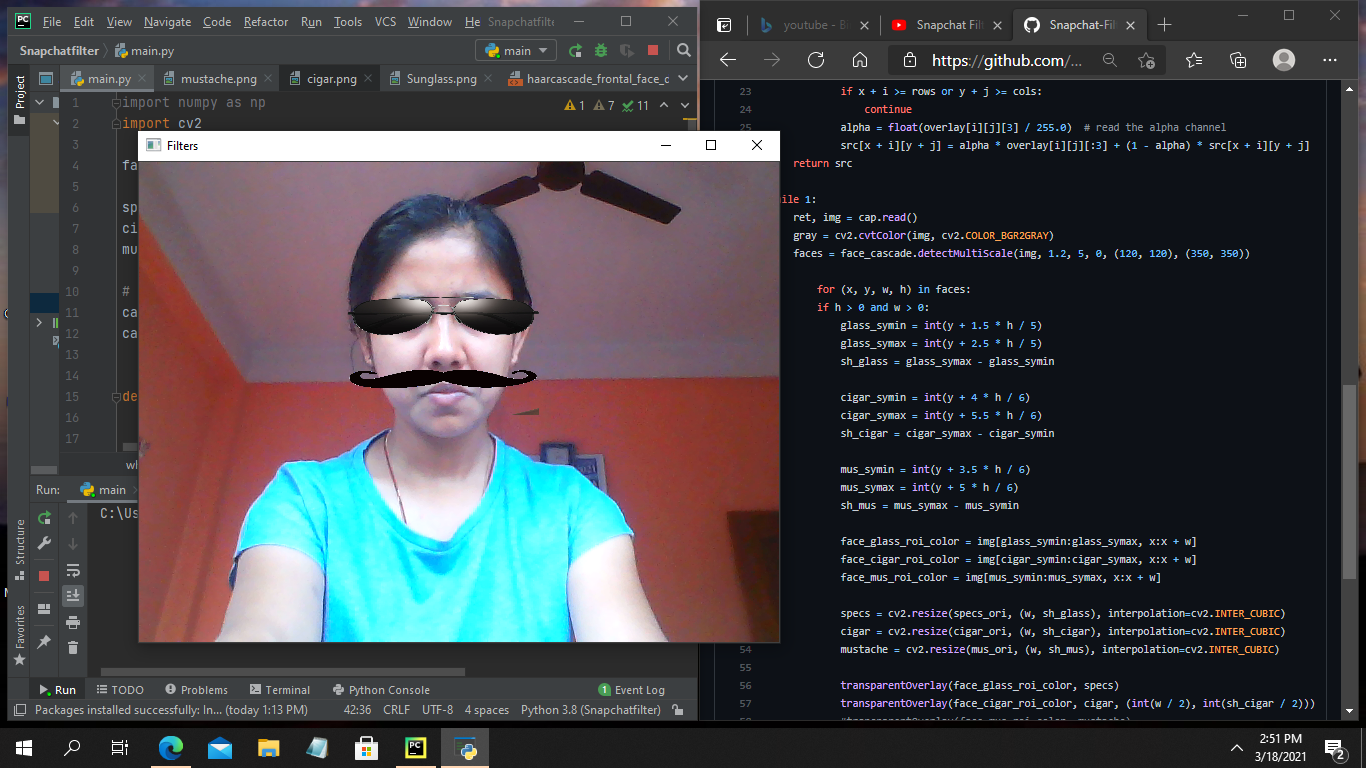 File Edit View Navigate Code Refactor Run Tools VCS Window He Snapchatfilte
Snapchatfilter main.py main
Project
main.py mustache.png cigar.png Sunglass.png haarcascade_frontal_face_d
1 import numpy as np
1 7 11
2 import cv2
3
4 fa
5
6 sp
7 ci
8 mu
9
10 #
11 ca
12 ca
13
14
15 de
16
17
wh
Filters
2021
Run: main
C:\Us
Structure
Favorites
Run TODO Problems Terminal Python Console 1 Event Log
Packages installed successfully: In... (today 1:13 PM) 42:36 CRLF UTF-8 4 spaces Python 3.8 (Snapchatfilter)
youtube - Bi Snapchat Filt Snapchat-Filt
https://github.com/...
23 if x + i >= rows or y + j >= cols:
24 continue
25 alpha = float(overlay[i][j][3] / 255.0) # read the alpha channel
src[x + i][y + j] = alpha * overlay[i][j][:3] + (1 - alpha) * src[x + i][y + j]
return src
ile 1:
ret, img = cap.read()
gray = cv2.cvtColor(img, cv2.COLOR_BGR2GRAY)
faces = face_cascade.detectMultiScale(img, 1.2, 5, 0, (120, 120), (350, 350))
for (x, y, w, h) in faces:
if h > 0 and w > 0:
glass_symin = int(y + 1.5 * h / 5)
glass_symax = int(y + 2.5 * h / 5)
sh_glass = glass_symax - glass_symin
cigar_symin = int(y + 4 * h / 6)
cigar_symax = int(y + 5.5 * h / 6)
sh_cigar = cigar_symax - cigar_symin
mus_symin = int(y + 3.5 * h / 6)
mus_symax = int(y + 5 * h / 6)
sh_mus = mus_symax - mus_symin
face_glass_roi_color = img[glass_symin:glass_symax, x:x + w]
face_cigar_roi_color = img[cigar_symin:cigar_symax, x:x + w]
face_mus_roi_color = img[mus_symin:mus_symax, x:x + w]
specs = cv2.resize(specs_ori, (w, sh_glass), interpolation=cv2.INTER_CUBIC)
cigar = cv2.resize(cigar_ori, (w, sh_cigar), interpolation=cv2.INTER_CUBIC)
54 mustache = cv2.resize(mus_ori, (w, sh_mus), interpolation=cv2.INTER_CUBIC)
55
56 transparentOverlay(face_glass_roi_color, specs)
57 transparentOverlay(face_cigar_roi_color, cigar, (int(w / 2), int(sh_cigar / 2)))
58 #transparentOverlay(face_mus_roi_color, mustache)
2:51 PM
3/18/2021
2